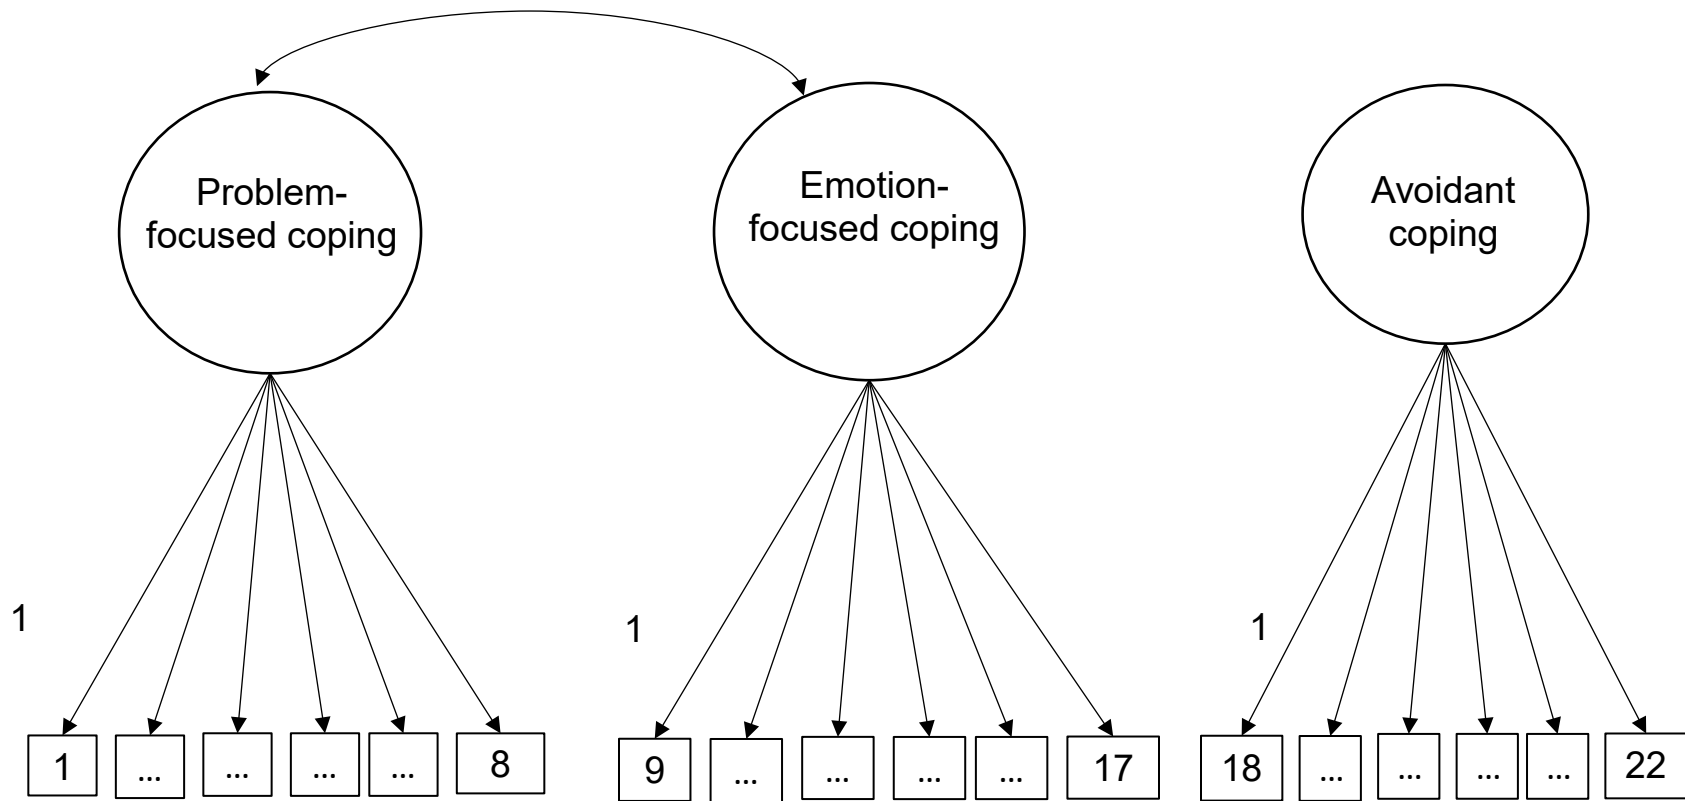 Problem-
focused coping
Emotion-
focused coping
Avoidant
coping
1
1
1
1 ... ... ... ... 8
9 ... ... ... ... 17
18 ... ... ... ... 22